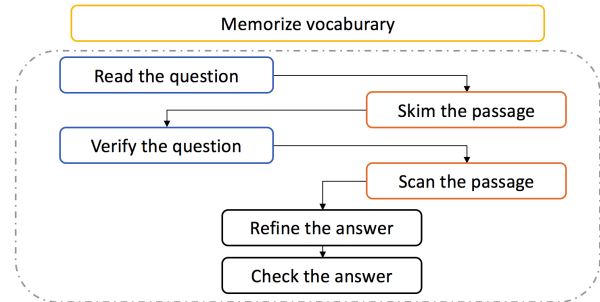 Memorize vocaburary
Read the question
Skim the passage
Verify the question
Scan the passage
Refine the answer
Check the answer